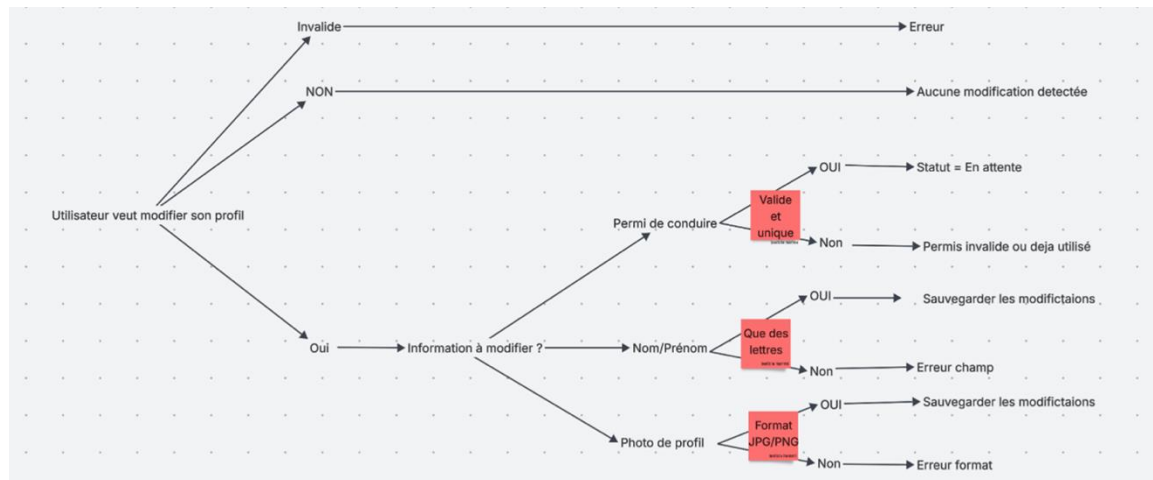 Invalide
Erreur
NON
Aucune modification detectée
Utilisateur veut modifier son profil
Permi de conduire
Valide
et
unique
OUI
Statut = En attente
Non
Permis invalide ou deja utilisé
Oui
Information à modifier ?
Nom/Prénom
Que des
lettres
OUI
Sauvegarder les modifictaions
Non
Erreur champ
Photo de profil
Format
JPG/PNG
OUI
Sauvegarder les modifictaions
Non
Erreur format